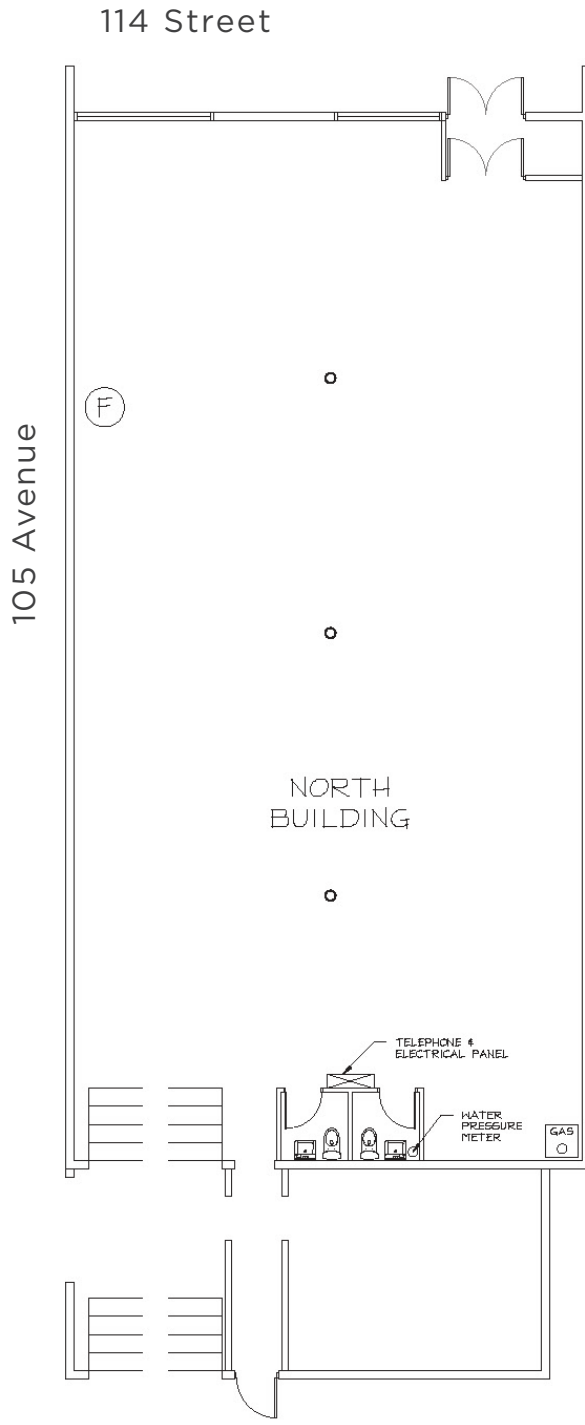 114 Street
F
105 Avenue
NORTH
BUILDING
TELEPHONE &
ELECTRICAL PANEL
WATER
PRESSURE
METER
GAS